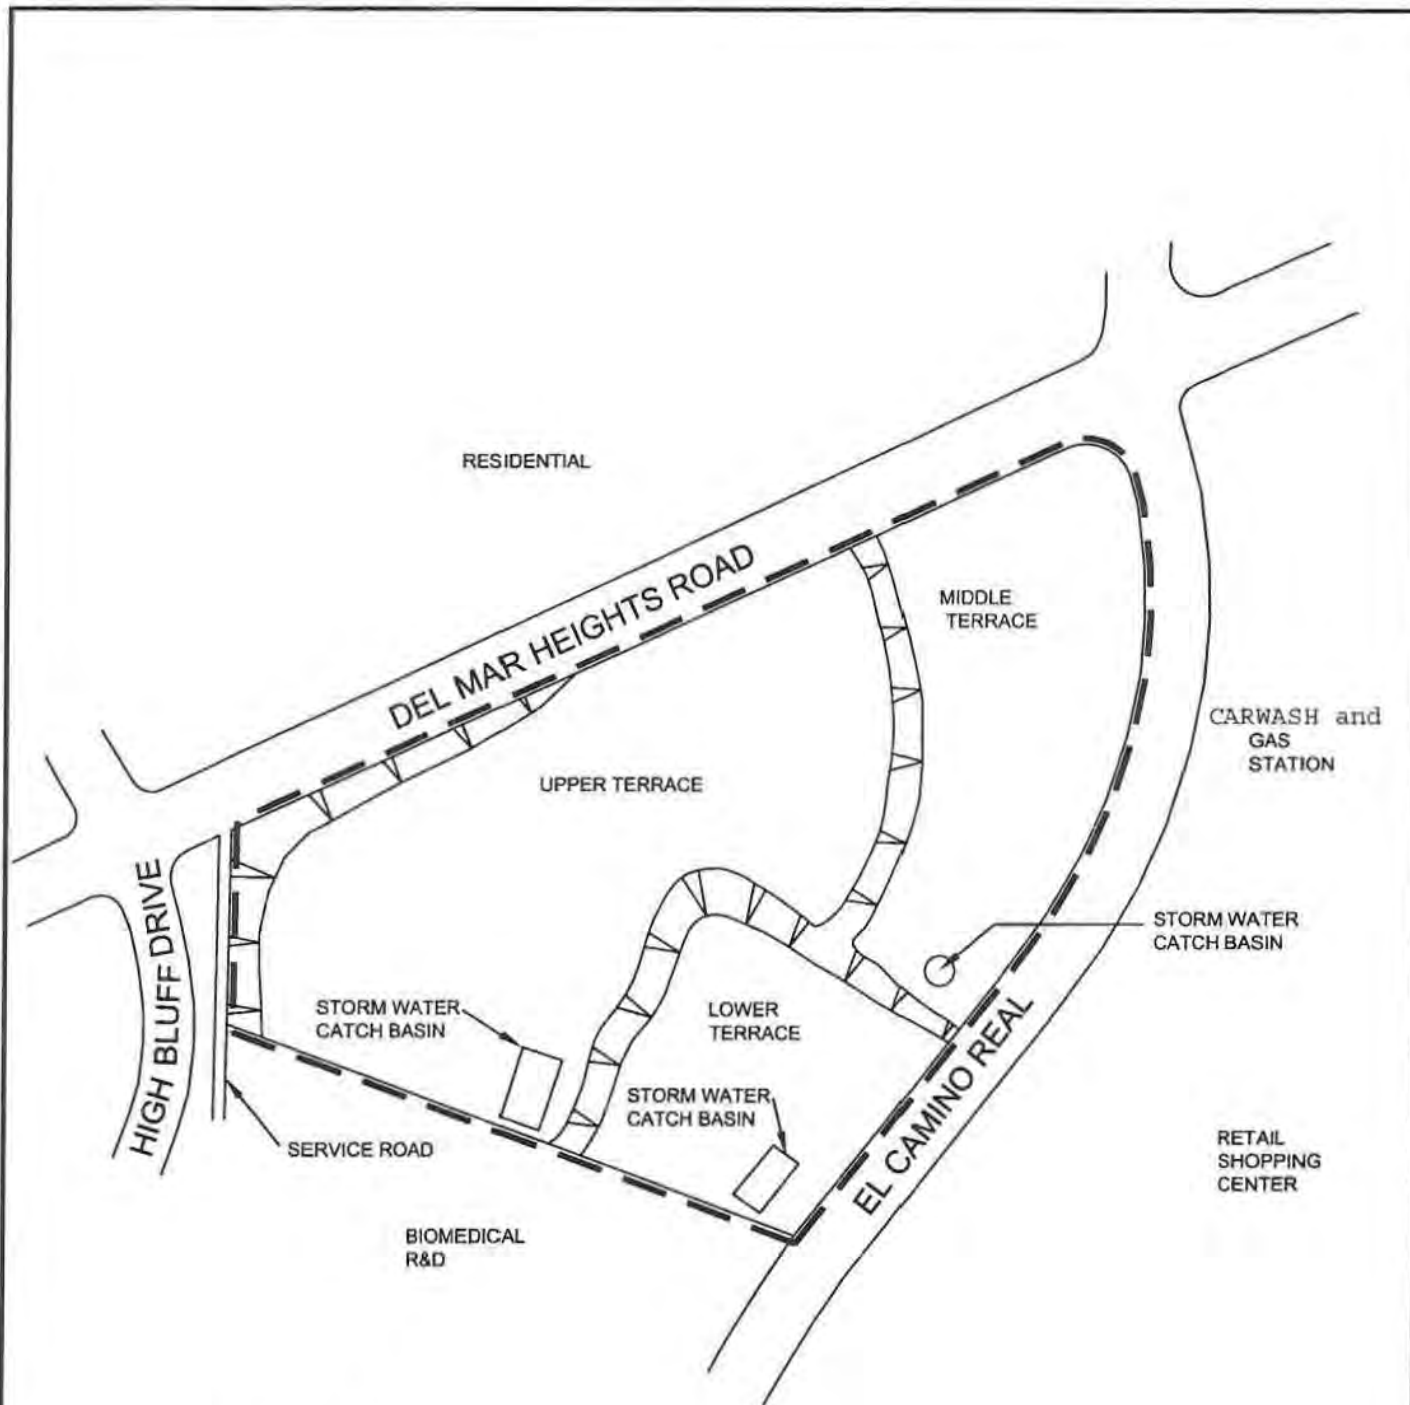 RESIDENTIAL
DEL MAR HEIGHTS ROAD
MIDDLE
TERRACE
CARWASH and
GAS
STATION
UPPER TERRACE
HIGH BLUFF DRIVE
STORM WATER
CATCH BASIN
STORM WATER
CATCH BASIN
LOWER
TERRACE
STORM WATER
CATCH BASIN
EL CAMINO REAL
SERVICE ROAD
RETAIL
SHOPPING
CENTER
BIOMEDICAL
R&D